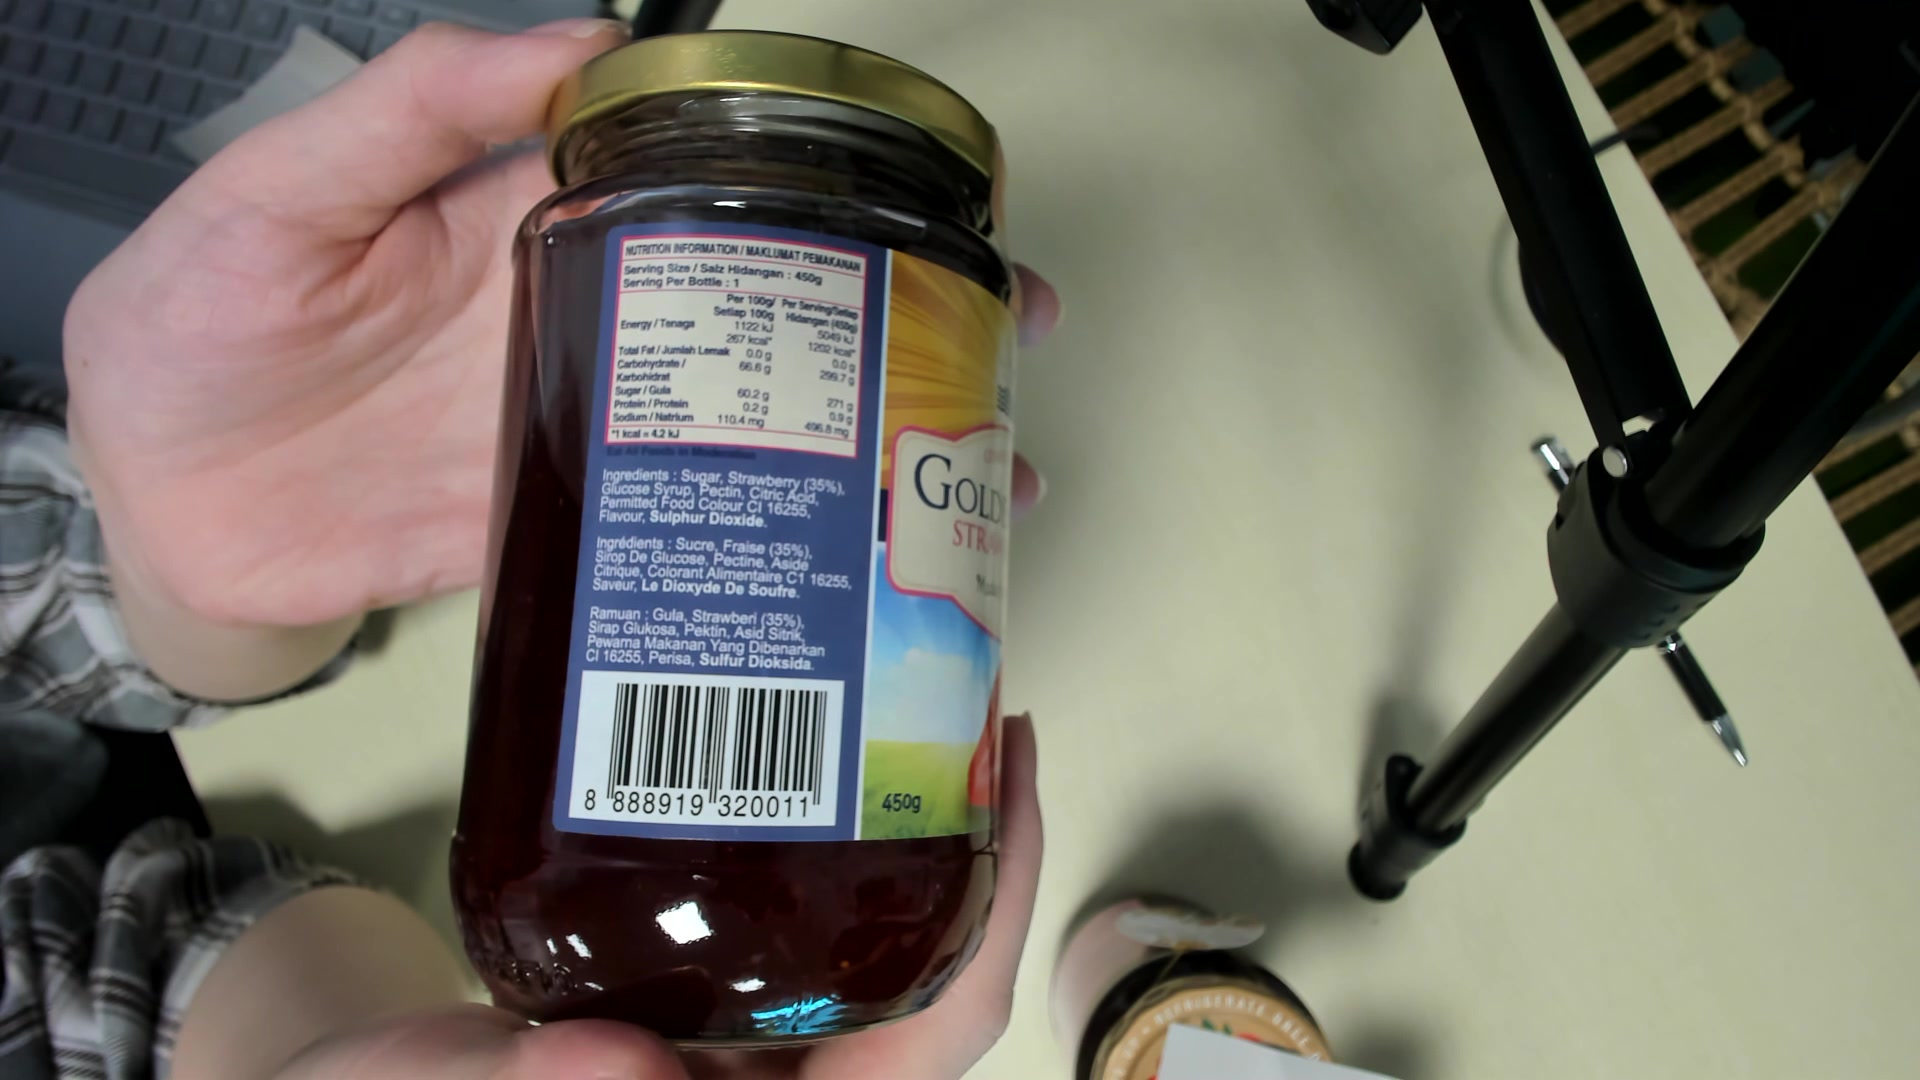 NUTRITION INFORMATION / MAKLUMAT PEMAKANAN
Serving Size / Saiz Hidangan : 450g
Serving Per Bottle : 1
Per 100g/ Per Serving/Setiap
Setiap 100g Hidangan (450g)
Energy / Tenaga 1122 kJ 5049 kJ
267 kcal* 1202 kcal*
Total Fat / Jumlah Lemak 0.0 g 0.0 g
Carbohydrate / 66.6 g 299.7 g
Karbohidrat
Sugar / Gula 60.2 g 271 g
Protein / Protein 0.2 g 0.9 g
Sodium / Natrium 110.4 mg 496.8 mg
*1 kcal = 4.2 kJ
Eat All Foods in Moderation
Ingredients : Sugar, Strawberry (35%),
Glucose Syrup, Pectin, Citric Acid,
Permitted Food Colour CI 16255,
Flavour, Sulphur Dioxide.
Ingrédients : Sucre, Fraise (35%),
Sirop De Glucose, Pectine, Aside
Citrique, Colorant Alimentaire C1 16255,
Saveur, Le Dioxyde De Soufre.
Ramuan : Gula, Strawberi (35%),
Sirap Glukosa, Pektin, Asid Sitrik,
Pewarna Makanan Yang Dibenarkan
CI 16255, Perisa, Sulfur Dioksida.
8 888919 320011
GOLD
STRA
450g
REFRIGERATE